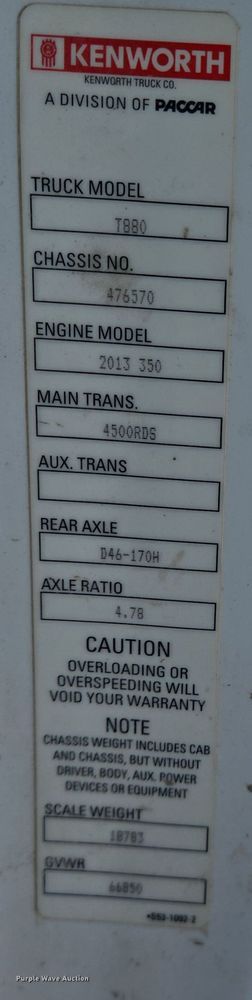 KENWORTH
KENWORTH TRUCK CO.
A DIVISION OF PACCAR
TRUCK MODEL
T880
CHASSIS NO.
476570
ENGINE MODEL
2013 350
MAIN TRANS.
4500RDS
AUX. TRANS
REAR AXLE
D46-170H
AXLE RATIO
4.78
CAUTION
OVERLOADING OR
OVERSPEEDING WILL
VOID YOUR WARRANTY
NOTE
CHASSIS WEIGHT INCLUDES CAB
AND CHASSIS, BUT WITHOUT
DRIVER, BODY, AUX. POWER
DEVICES OR EQUIPMENT
SCALE WEIGHT
18783
GVWR
66850
Purple Wave Auction